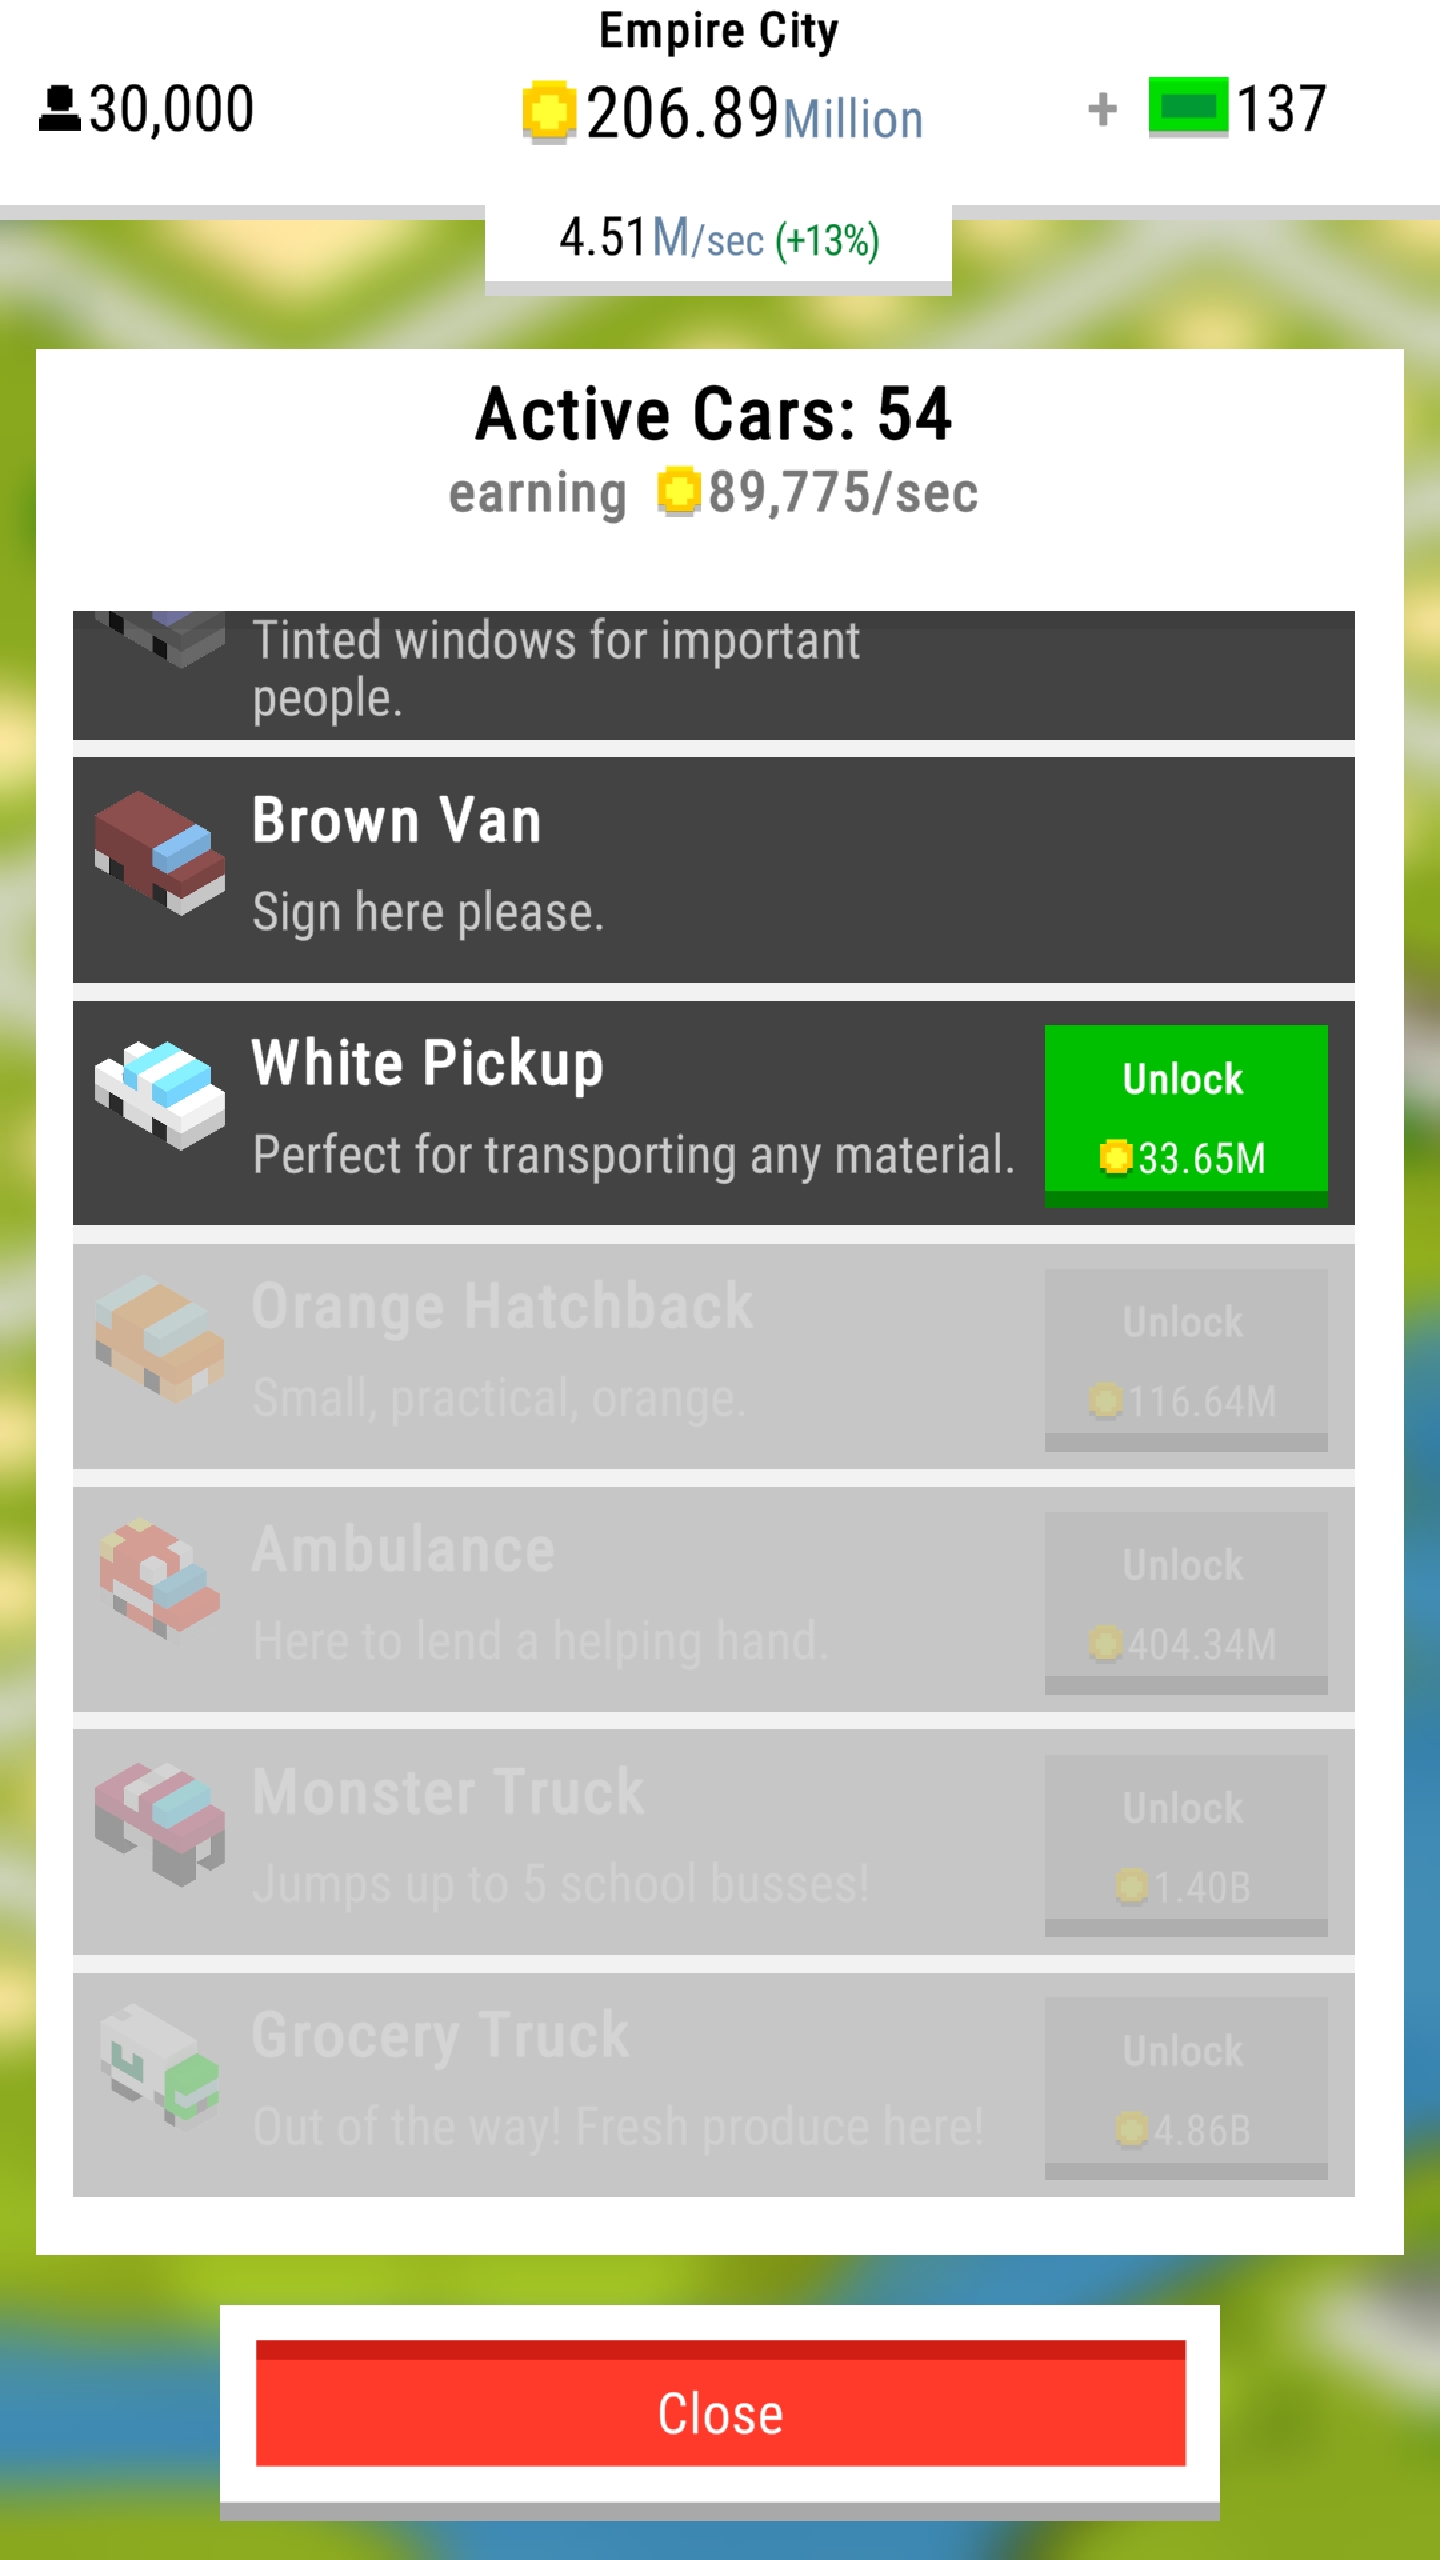 Empire City
30,000
206.89Million
+ 137
4.51M/sec (+13%)
Active Cars: 54
earning 89,775/sec
Tinted windows for important
people.
Brown Van
Sign here please.
White Pickup
Perfect for transporting any material.
Unlock
33.65M
Orange Hatchback
Small, practical, orange.
Unlock
116.64M
Ambulance
Here to lend a helping hand.
Unlock
404.34M
Monster Truck
Jumps up to 5 school busses!
Unlock
1.40B
Grocery Truck
Out of the way! Fresh produce here!
Unlock
4.86B
Close